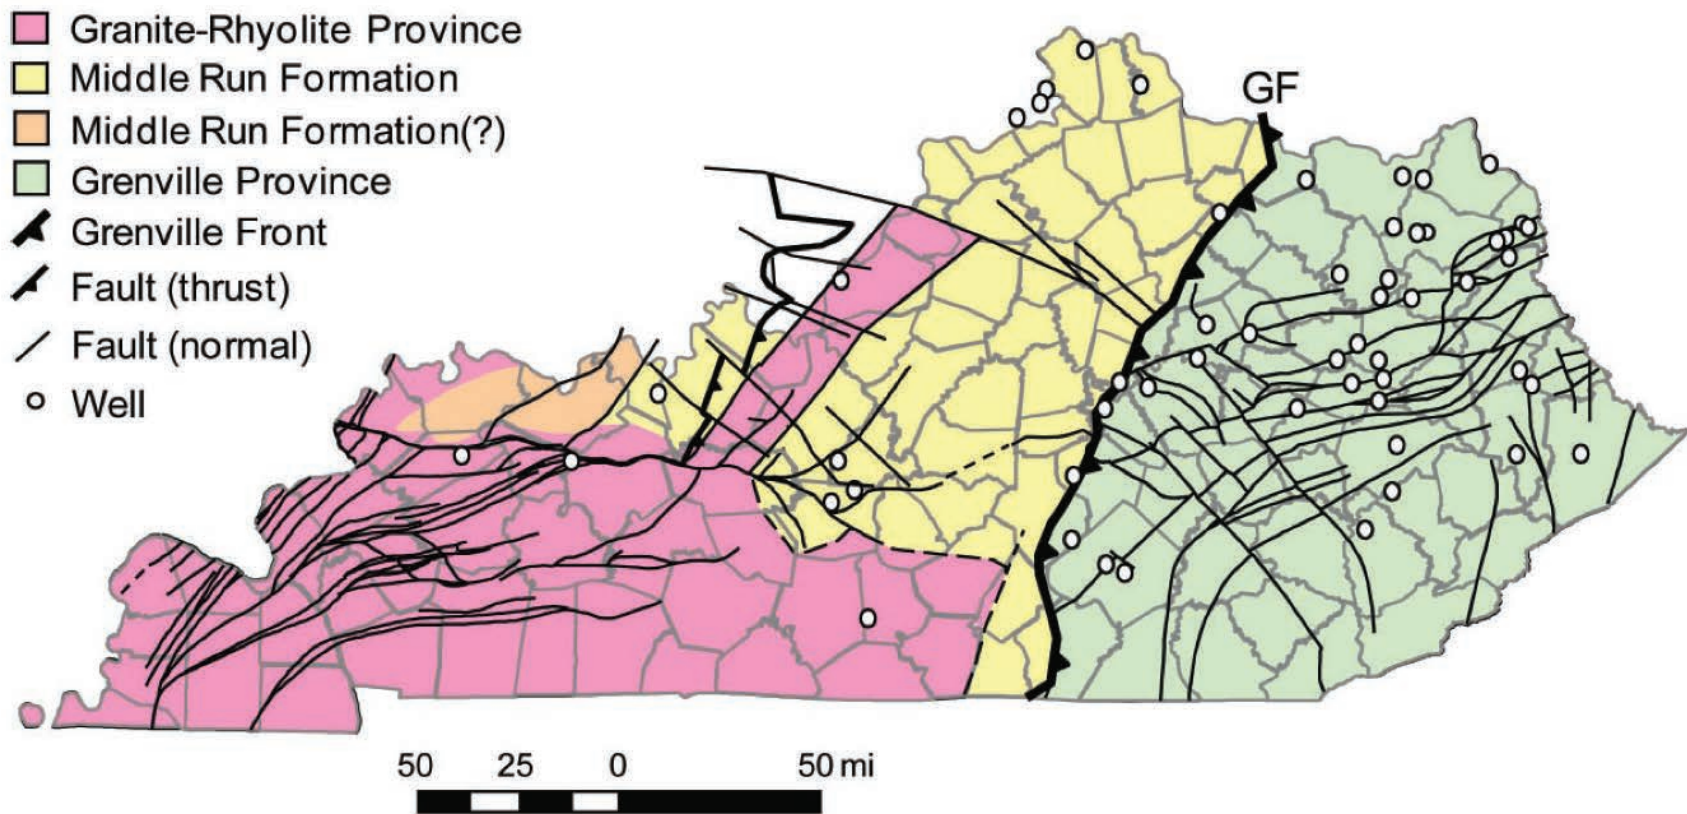 Granite-Rhyolite Province
Middle Run Formation
Middle Run Formation(?)
Grenville Province
Grenville Front
Fault (thrust)
Fault (normal)
Well
GF
50 25 0 50 mi